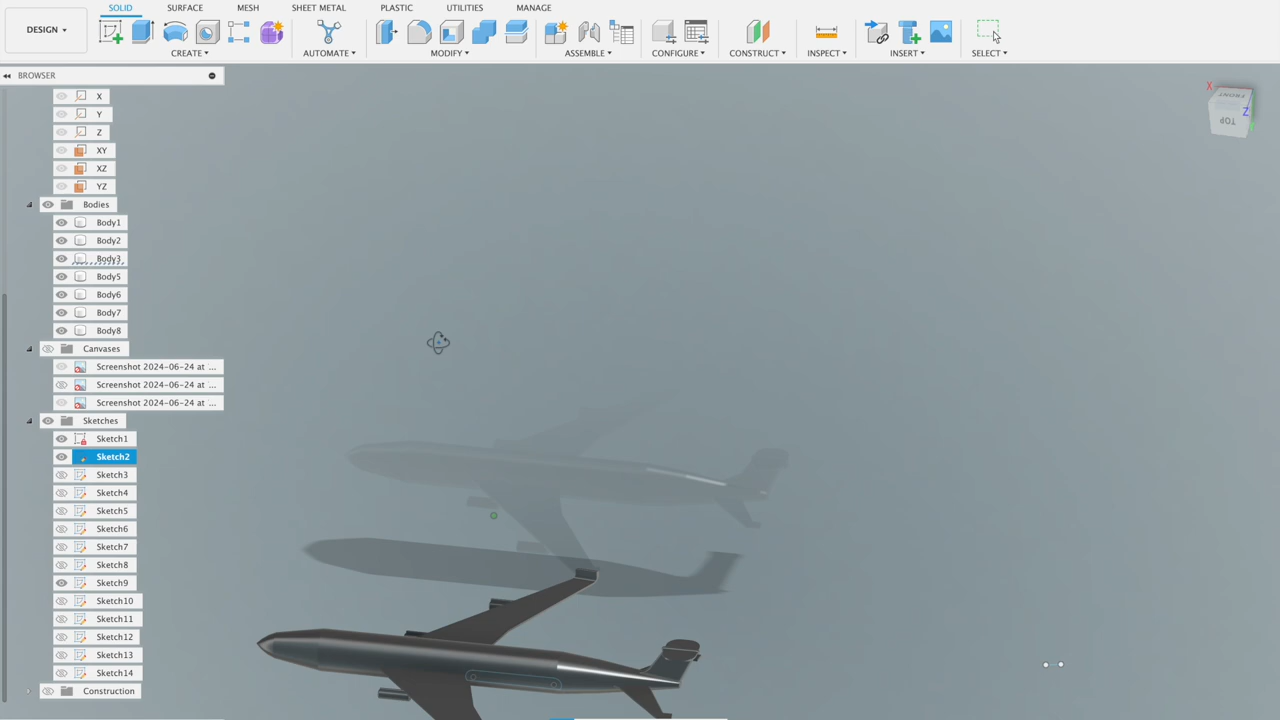 SOLID SURFACE MESH SHEET METAL PLASTIC UTILITIES MANAGE
DESIGN
CREATE AUTOMATE MODIFY ASSEMBLE CONFIGURE CONSTRUCT INSPECT INSERT SELECT
BROWSER
X
Y
Z
XY
XZ
YZ
Bodies
Body1
Body2
Body3
Body5
Body6
Body7
Body8
Canvases
Screenshot 2024-06-24 at ...
Screenshot 2024-06-24 at ...
Screenshot 2024-06-24 at ...
Sketches
Sketch1
Sketch2
Sketch3
Sketch4
Sketch5
Sketch6
Sketch7
Sketch8
Sketch9
Sketch10
Sketch11
Sketch12
Sketch13
Sketch14
Construction
X
FRONT
Z
TOP